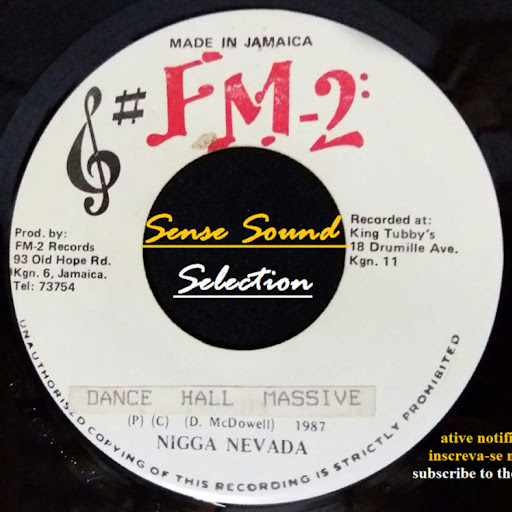 MADE IN JAMAICA
#FM-2
Prod. by:
FM-2 Records
93 Old Hope Rd.
Kgn. 6, Jamaica.
Tel: 73754
Recorded at:
King Tubby's
18 Drumille Ave.
Kgn. 11
Sense Sound
Selection
DANCE HALL MASSIVE
(P) (C) (D. McDowell) 1987
NIGGA NEVADA
UNAUTHORISED COPYING OF THIS RECORDING IS STRICTLY PROHIBITED
ative notifi
inscreva-se
subscribe to the